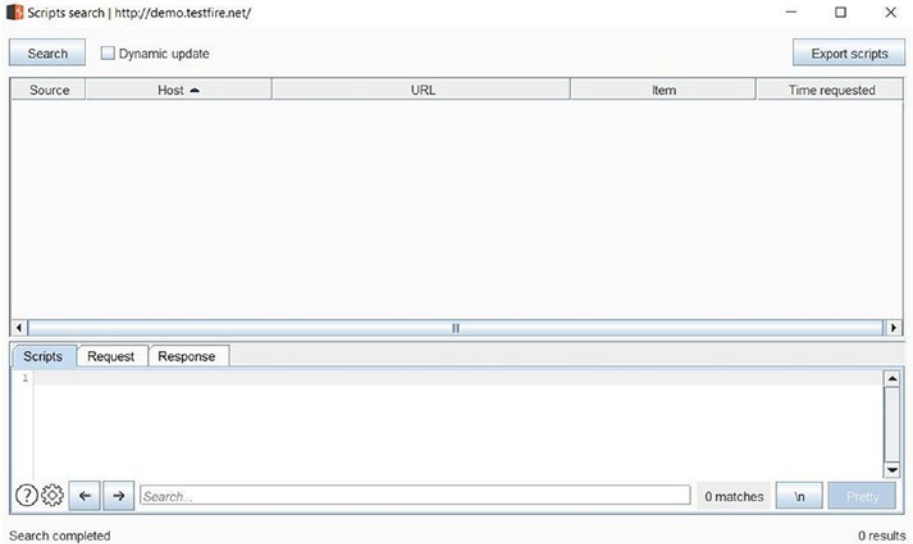 Scripts search | http://demo.testfire.net/
Search Dynamic update Export scripts
Source Host URL Item Time requested
Scripts Request Response
1
? Search... 0 matches \n Pretty
Search completed 0 results